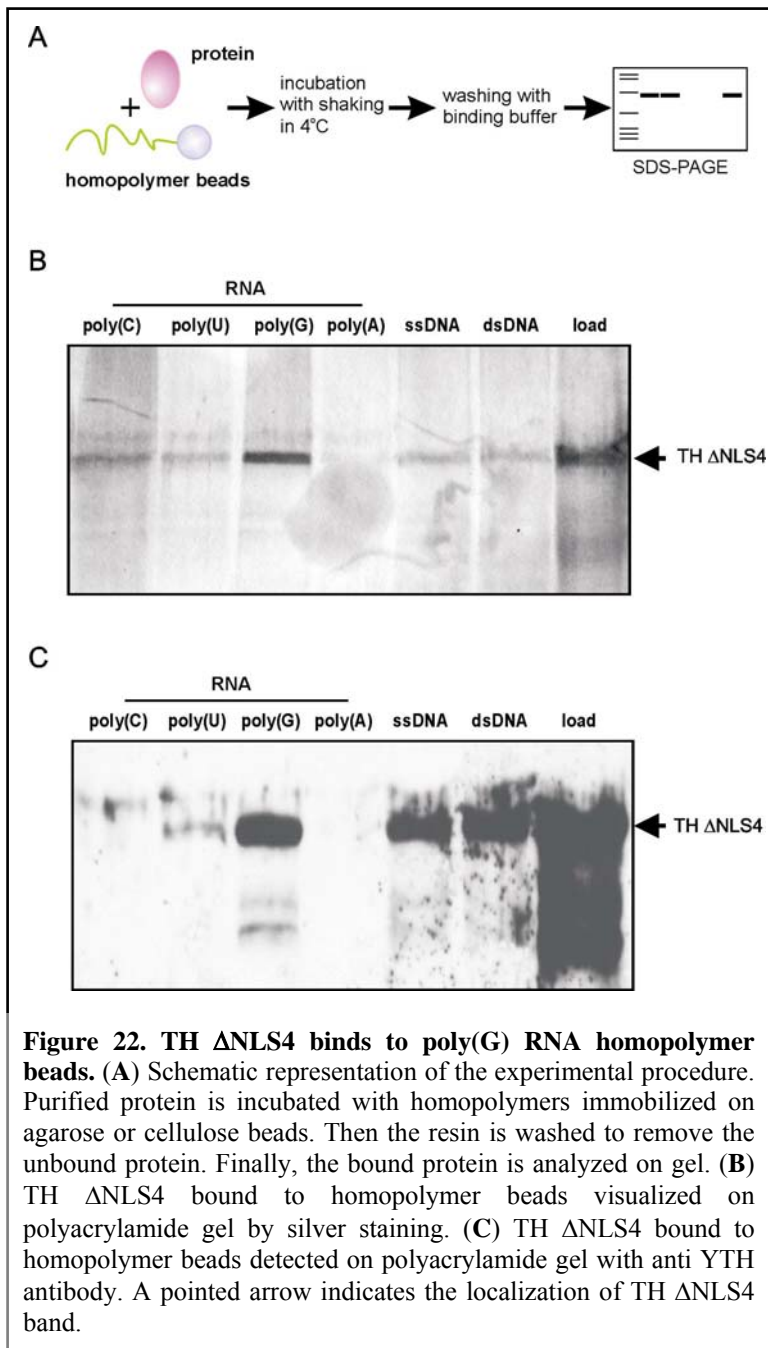 A
protein
+
homopolymer beads
incubation
with shaking
in 4°C
washing with
binding buffer
SDS-PAGE
B
RNA
poly(C) poly(U) poly(G) poly(A) ssDNA dsDNA load
TH ΔNLS4
C
RNA
poly(C) poly(U) poly(G) poly(A) ssDNA dsDNA load
TH ΔNLS4
Figure 22. TH ΔNLS4 binds to poly(G) RNA homopolymer
beads. (A) Schematic representation of the experimental procedure.
Purified protein is incubated with homopolymers immobilized on
agarose or cellulose beads. Then the resin is washed to remove the
unbound protein. Finally, the bound protein is analyzed on gel. (B)
TH ΔNLS4 bound to homopolymer beads visualized on
polyacrylamide gel by silver staining. (C) TH ΔNLS4 bound to
homopolymer beads detected on polyacrylamide gel with anti YTH
antibody. A pointed arrow indicates the localization of TH ΔNLS4
band.